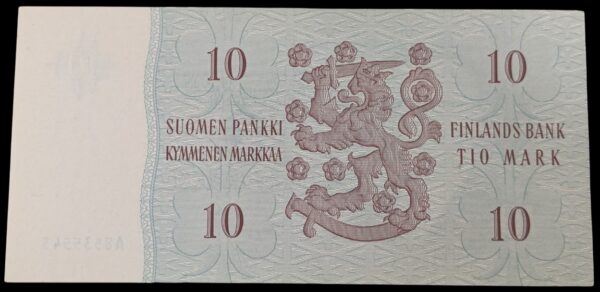 10
10
SUOMEN PANKKI
KYMMENEN MARKKAA
FINLANDS BANK
TIO MARK
10
10